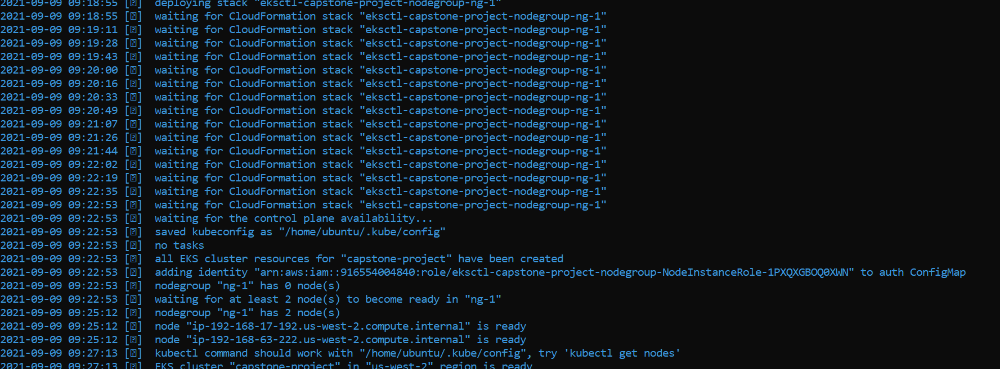 2021-09-09 09:18:55 [⍰]  deploying stack "eksctl-capstone-project-nodegroup-ng-1"
2021-09-09 09:18:55 [⍰]  waiting for CloudFormation stack "eksctl-capstone-project-nodegroup-ng-1"
2021-09-09 09:19:11 [⍰]  waiting for CloudFormation stack "eksctl-capstone-project-nodegroup-ng-1"
2021-09-09 09:19:28 [⍰]  waiting for CloudFormation stack "eksctl-capstone-project-nodegroup-ng-1"
2021-09-09 09:19:43 [⍰]  waiting for CloudFormation stack "eksctl-capstone-project-nodegroup-ng-1"
2021-09-09 09:20:00 [⍰]  waiting for CloudFormation stack "eksctl-capstone-project-nodegroup-ng-1"
2021-09-09 09:20:16 [⍰]  waiting for CloudFormation stack "eksctl-capstone-project-nodegroup-ng-1"
2021-09-09 09:20:33 [⍰]  waiting for CloudFormation stack "eksctl-capstone-project-nodegroup-ng-1"
2021-09-09 09:20:49 [⍰]  waiting for CloudFormation stack "eksctl-capstone-project-nodegroup-ng-1"
2021-09-09 09:21:07 [⍰]  waiting for CloudFormation stack "eksctl-capstone-project-nodegroup-ng-1"
2021-09-09 09:21:26 [⍰]  waiting for CloudFormation stack "eksctl-capstone-project-nodegroup-ng-1"
2021-09-09 09:21:44 [⍰]  waiting for CloudFormation stack "eksctl-capstone-project-nodegroup-ng-1"
2021-09-09 09:22:02 [⍰]  waiting for CloudFormation stack "eksctl-capstone-project-nodegroup-ng-1"
2021-09-09 09:22:19 [⍰]  waiting for CloudFormation stack "eksctl-capstone-project-nodegroup-ng-1"
2021-09-09 09:22:35 [⍰]  waiting for CloudFormation stack "eksctl-capstone-project-nodegroup-ng-1"
2021-09-09 09:22:53 [⍰]  waiting for CloudFormation stack "eksctl-capstone-project-nodegroup-ng-1"
2021-09-09 09:22:53 [⍰]  waiting for the control plane availability...
2021-09-09 09:22:53 [⍰]  saved kubeconfig as "/home/ubuntu/.kube/config"
2021-09-09 09:22:53 [⍰]  no tasks
2021-09-09 09:22:53 [⍰]  all EKS cluster resources for "capstone-project" have been created
2021-09-09 09:22:53 [⍰]  adding identity "arn:aws:iam::916554004840:role/eksctl-capstone-project-nodegroup-NodeInstanceRole-1PXQXGBOQ0XWN" to auth ConfigMap
2021-09-09 09:22:53 [⍰]  nodegroup "ng-1" has 0 node(s)
2021-09-09 09:22:53 [⍰]  waiting for at least 2 node(s) to become ready in "ng-1"
2021-09-09 09:25:12 [⍰]  nodegroup "ng-1" has 2 node(s)
2021-09-09 09:25:12 [⍰]  node "ip-192-168-17-192.us-west-2.compute.internal" is ready
2021-09-09 09:25:12 [⍰]  node "ip-192-168-63-222.us-west-2.compute.internal" is ready
2021-09-09 09:27:13 [⍰]  kubectl command should work with "/home/ubuntu/.kube/config", try 'kubectl get nodes'
2021-09-09 09:27:13 [⍰]  EKS cluster "capstone-project" in "us-west-2" region is ready